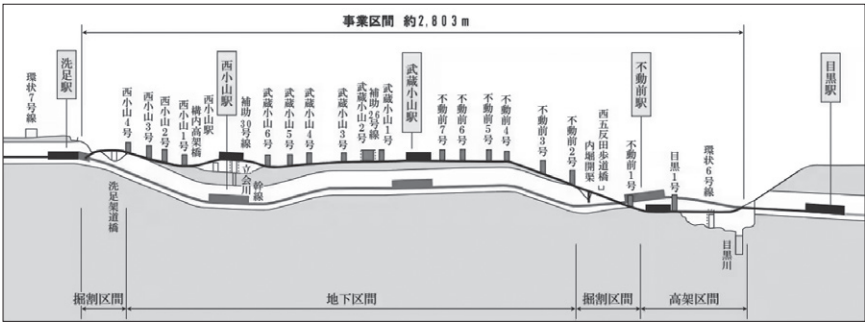 事業区間 約2,803m
環状7号線
洗足駅
西小山4号
西小山3号
西小山2号
西小山1号
西小山駅
構内高架橋
西小山駅
補助30号線
武蔵小山6号
武蔵小山5号
武蔵小山4号
武蔵小山3号
武蔵小山2号
補助26号線
武蔵小山1号
武蔵小山駅
不動前7号
不動前6号
不動前5号
不動前4号
不動前3号
不動前2号
内堀開渠
西五反田歩道橋
不動前1号
不動前駅
目黒1号
環状6号線
目黒駅
洗足架道橋
立会川
幹線
目黒川
掘割区間
地下区間
掘割区間
高架区間